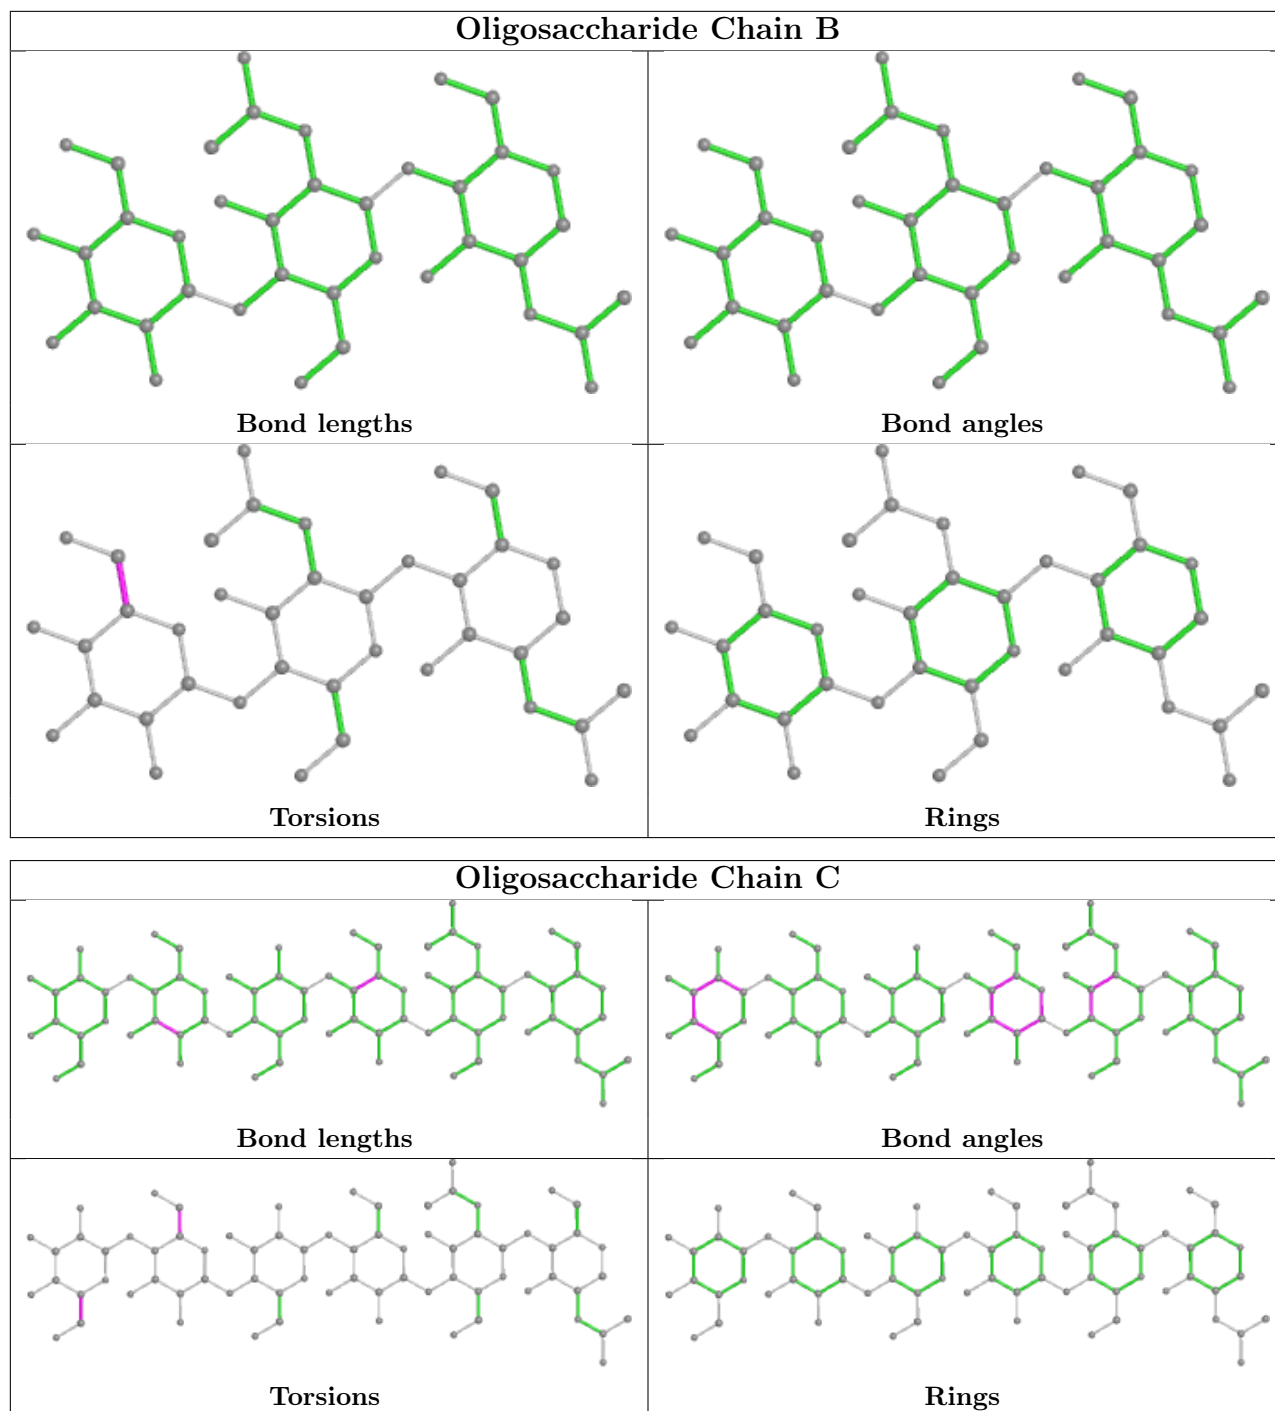 Oligosaccharide Chain B
Bond lengths
Bond angles
Torsions
Rings
Oligosaccharide Chain C
Bond lengths
Bond angles
Torsions
Rings